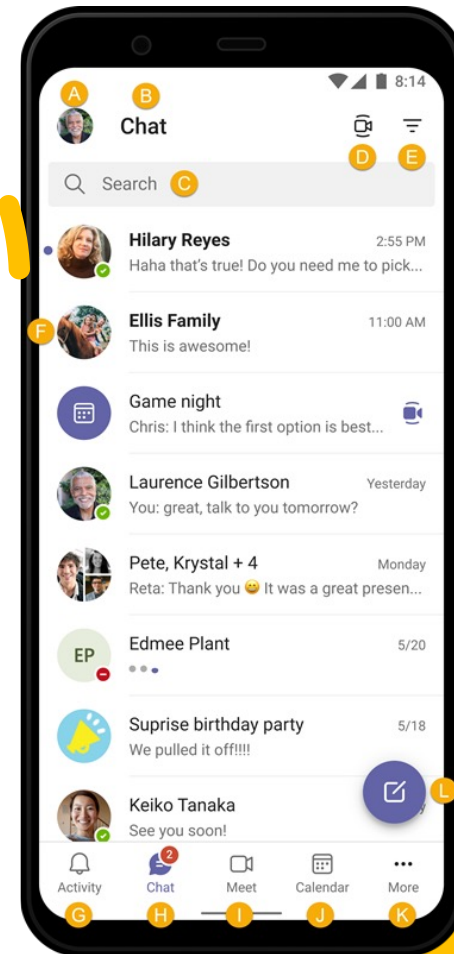 A
B
8:14
Chat
D
E
Search C
Hilary Reyes 2:55 PM
Haha that's true! Do you need me to pick...
Ellis Family 11:00 AM
F
This is awesome!
Game night
Chris: I think the first option is best...
Laurence Gilbertson Yesterday
You: great, talk to you tomorrow?
Pete, Krystal + 4 Monday
Reta: Thank you 😀 It was a great presen...
EP
Edmee Plant 5/20
Suprise birthday party 5/18
We pulled it off!!!!
L
Keiko Tanaka
See you soon!
2
Activity Chat Meet Calendar More
G H I J K